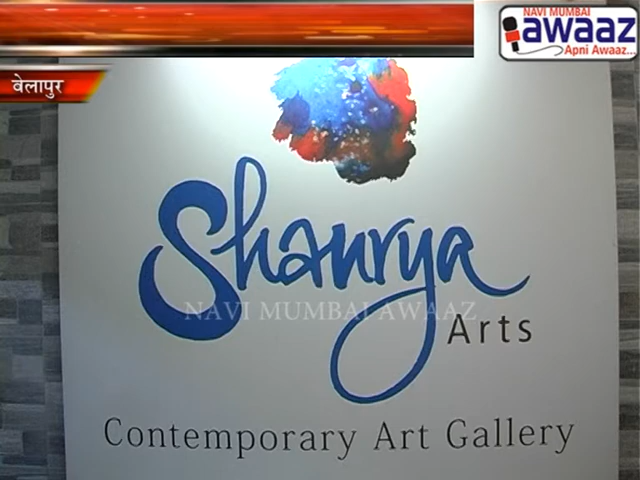 NAVI MUMBAI
awaaz
Apni Awaaz...
वेलापुर
Shaurya
NAVI MUMBAI AWAAZ
Arts
Contemporary Art Gallery